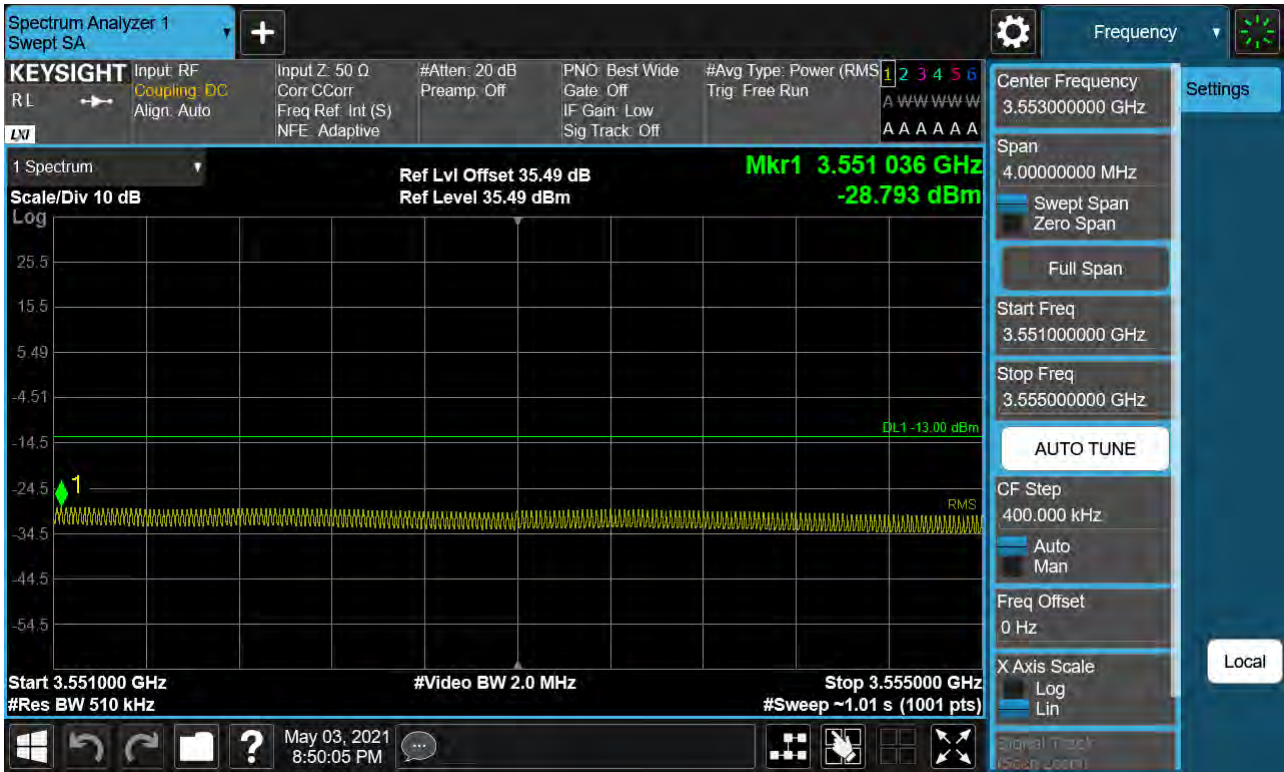 Spectrum Analyzer 1
Swept SA
+
Frequency
KEYSIGHT
RL
LXI
Input: RF
Coupling: DC
Align: Auto
Input Z: 50 Ω
Corr CCorr
Freq Ref: Int (S)
NFE: Adaptive
#Atten: 20 dB
Preamp: Off
PNO: Best Wide
Gate: Off
IF Gain: Low
Sig Track: Off
#Avg Type: Power (RMS
Trig: Free Run
1 2 3 4 5 6
A W W W W W
A A A A A A
1 Spectrum
Scale/Div 10 dB
Log
Ref Lvl Offset 35.49 dB
Ref Level 35.49 dBm
Mkr1 3.551 036 GHz
-28.793 dBm
25.5
15.5
5.49
-4.51
DL1 -13.00 dBm
-14.5
-24.5
1
RMS
-34.5
-44.5
-54.5
Start 3.551000 GHz
#Res BW 510 kHz
#Video BW 2.0 MHz
Stop 3.555000 GHz
#Sweep ~1.01 s (1001 pts)
Center Frequency
3.553000000 GHz
Span
4.00000000 MHz
Swept Span
Zero Span
Full Span
Start Freq
3.551000000 GHz
Stop Freq
3.555000000 GHz
AUTO TUNE
CF Step
400.000 kHz
Auto
Man
Freq Offset
0 Hz
X Axis Scale
Log
Lin
Signal Track
(Span Zoom)
Settings
Local
?
May 03, 2021
8:50:05 PM